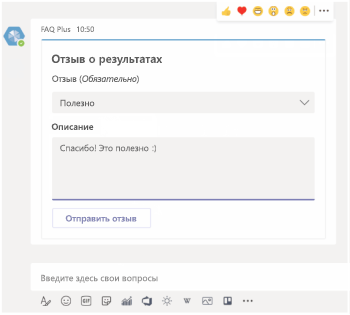 FAQ Plus 10:50
Отзыв о результатах
Отзыв (Обязательно)
Полезно
Описание
Спасибо! Это полезно :)
Отправить отзыв
Введите здесь свои вопросы
GIF
W